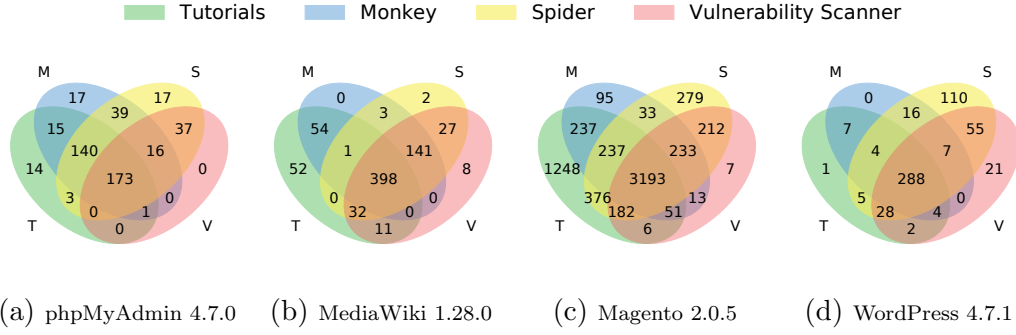 Tutorials Monkey Spider Vulnerability Scanner
M S M S M S M S
17 17 0 2 95 279 0 110
39 3 33 16
15 37 54 27 237 212 7 55
140 16 1 141 237 233 4 7
14 0 52 8 1248 7 1 21
173 398 3193 288
3 0 0 0 376 13 5 0
0 1 32 0 182 51 28 4
T 0 V T 11 V T 6 V T 2 V
(a) phpMyAdmin 4.7.0 (b) MediaWiki 1.28.0 (c) Magento 2.0.5 (d) WordPress 4.7.1